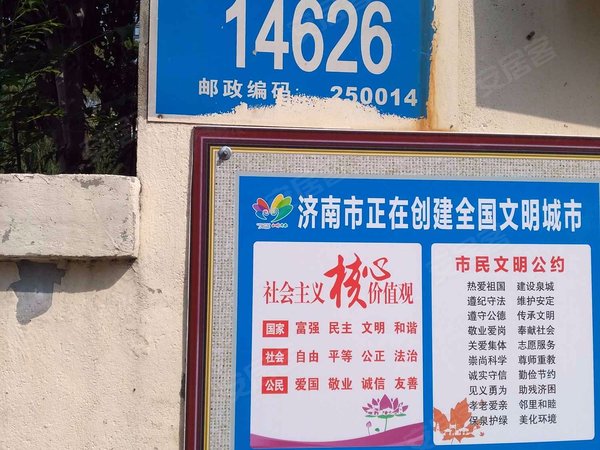 14626
邮政编码 250014
济南市正在创建全国文明城市
社会主义核心价值观
国家 富强 民主 文明 和谐
社会 自由 平等 公正 法治
公民 爱国 敬业 诚信 友善
市民文明公约
热爱祖国 建设泉城
遵纪守法 维护安定
遵守公德 传承文明
敬业爱岗 奉献社会
关爱集体 志愿服务
崇尚科学 尊师重教
诚实守信 勤俭节约
见义勇为 助残济困
孝老爱亲 邻里和睦
保泉护绿 美化环境